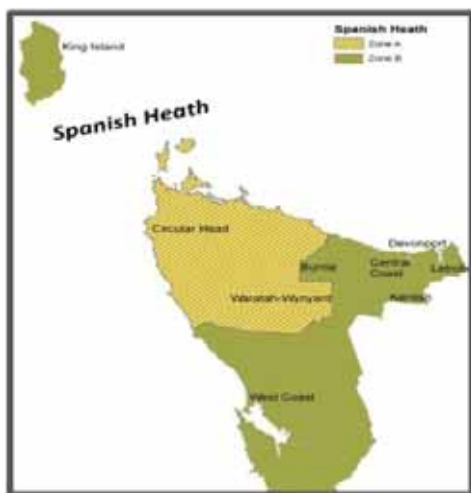 Spanish Heath
Zone A
Zone B
King Island
Spanish Heath
Circular Head
Devonport
Burnie
Central
Coast
Latrobe
Waratah-Wynyard
Kentish
West Coast